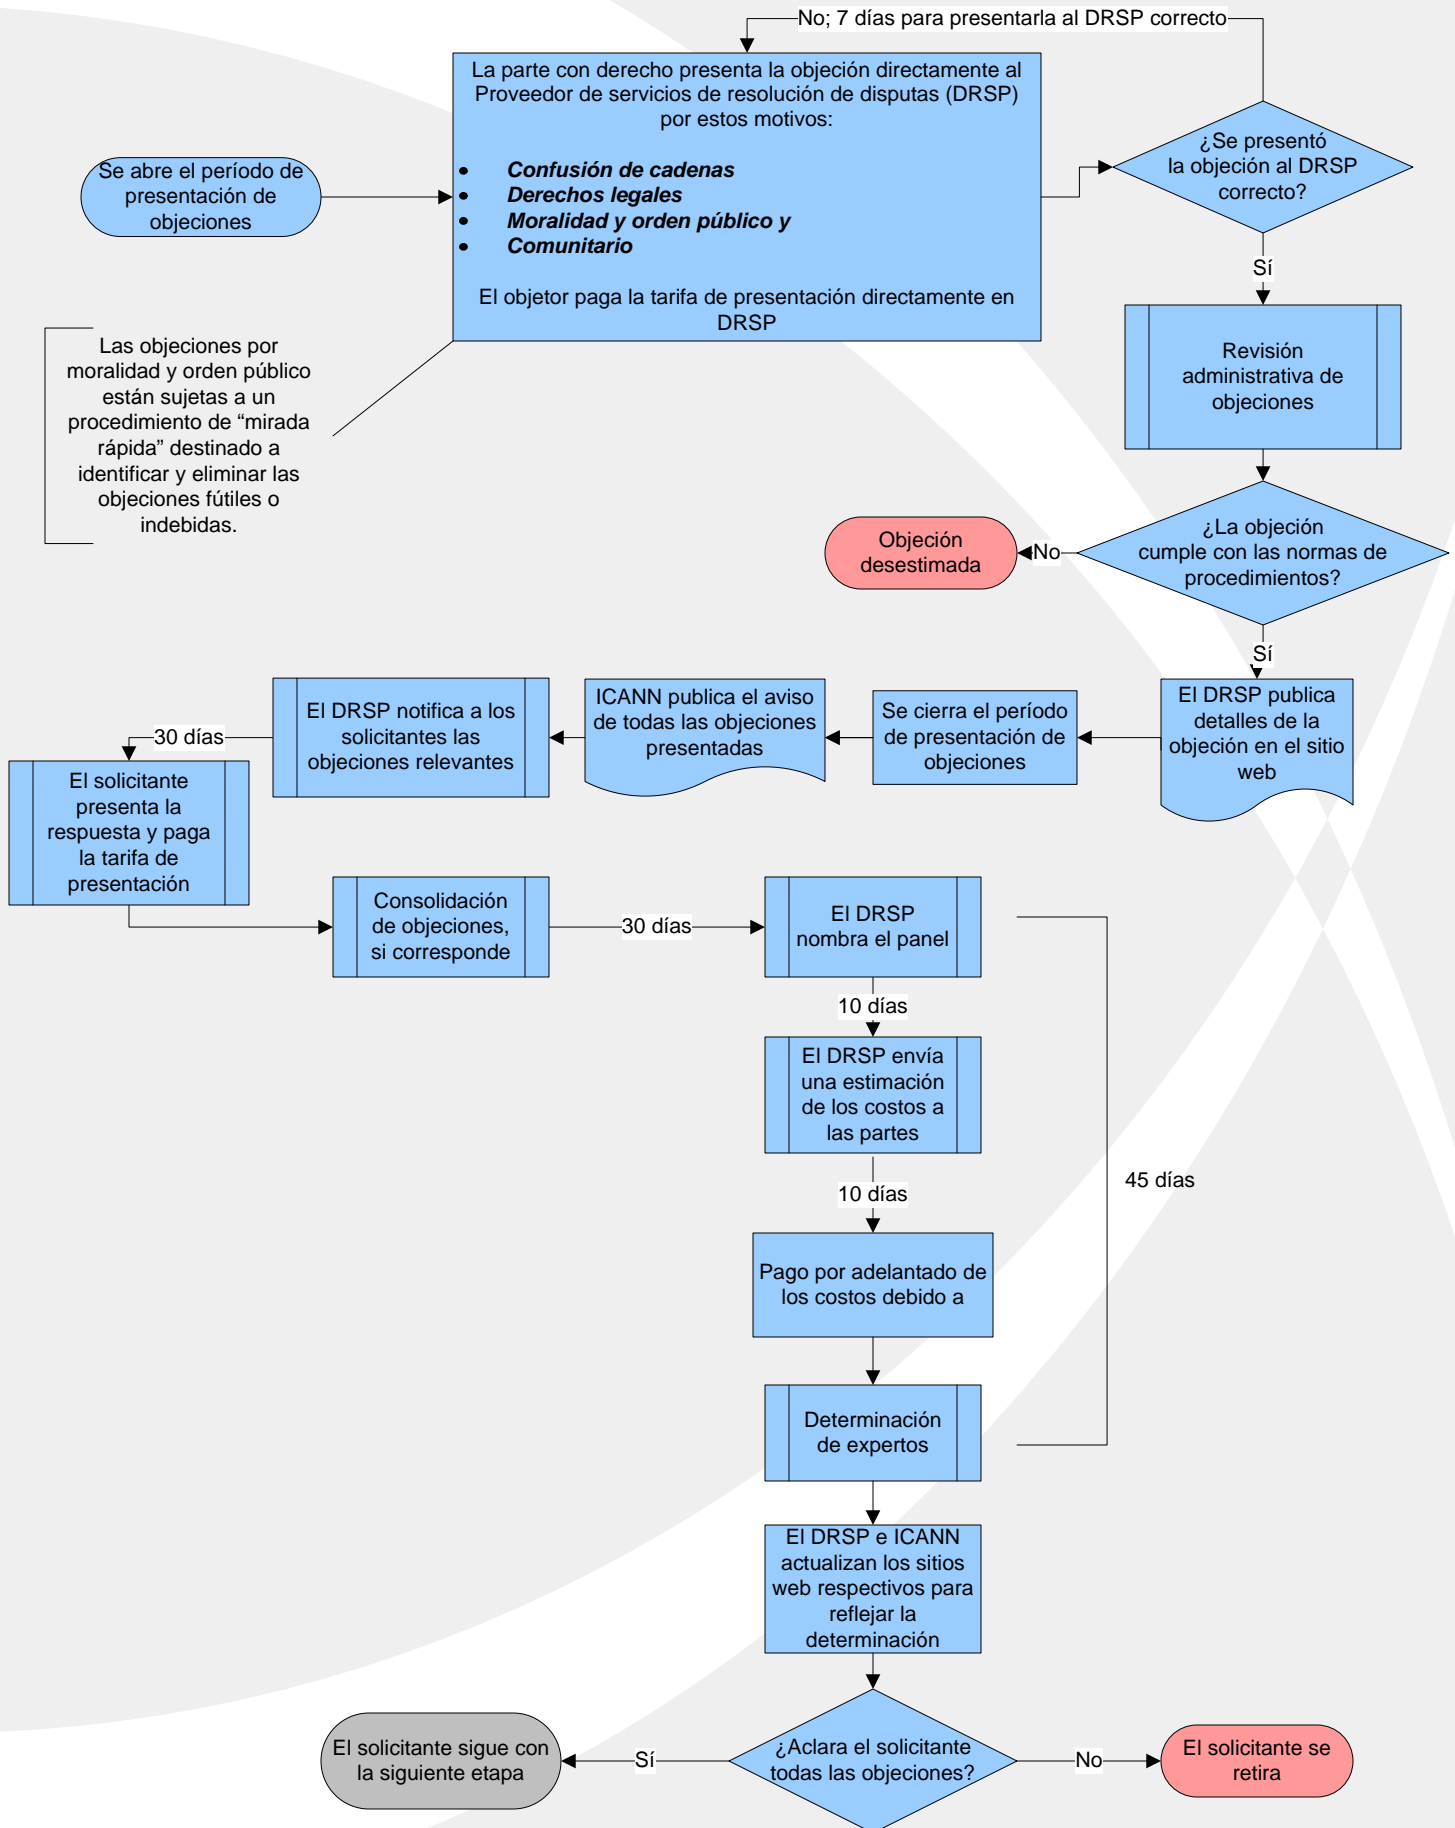 No; 7 días para presentarla al DRSP correcto
La parte con derecho presenta la objeción directamente al
Proveedor de servicios de resolución de disputas (DRSP)
por estos motivos:
• Confusión de cadenas
• Derechos legales
• Moralidad y orden público y
• Comunitario
El objetor paga la tarifa de presentación directamente en
DRSP
Se abre el período de
presentación de
objeciones
¿Se presentó
la objeción al DRSP
correcto?
Sí
Las objeciones por
moralidad y orden público
están sujetas a un
procedimiento de “mirada
rápida” destinado a
identificar y eliminar las
objeciones fútiles o
indebidas.
Revisión
administrativa de
objeciones
¿La objeción
cumple con las normas de
procedimientos?
No
Objeción
desestimada
Sí
El DRSP publica
detalles de la
objeción en el sitio
web
Se cierra el período
de presentación de
objeciones
ICANN publica el aviso
de todas las objeciones
presentadas
El DRSP notifica a los
solicitantes las
objeciones relevantes
30 días
El solicitante
presenta la
respuesta y paga
la tarifa de
presentación
Consolidación
de objeciones,
si corresponde
30 días
El DRSP
nombra el panel
10 días
El DRSP envía
una estimación
de los costos a
las partes
10 días
45 días
Pago por adelantado de
los costos debido a
Determinación
de expertos
El DRSP e ICANN
actualizan los sitios
web respectivos para
reflejar la
determinación
¿Aclara el solicitante
todas las objeciones?
Sí
El solicitante sigue con
la siguiente etapa
No
El solicitante se
retira